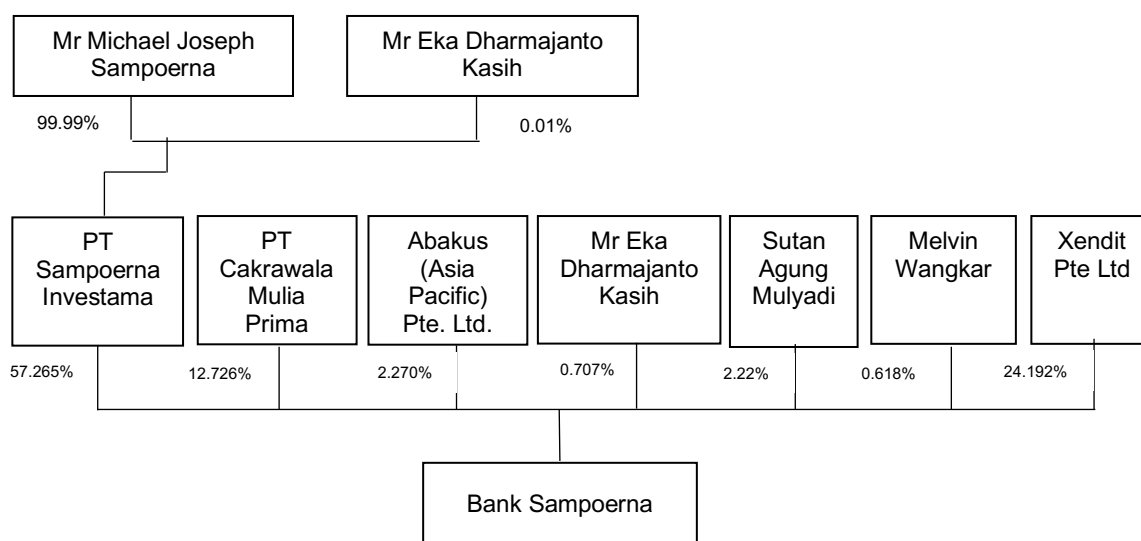 Mr Michael Joseph
Sampoerna
Mr Eka Dharmajanto
Kasih
99.99%
0.01%
PT
Sampoerna
Investama
PT
Cakrawala
Mulia
Prima
Abakus
(Asia
Pacific)
Pte. Ltd.
Mr Eka
Dharmajanto
Kasih
Sutan
Agung
Mulyadi
Melvin
Wangkar
Xendit
Pte Ltd
57.265%
12.726%
2.270%
0.707%
2.22%
0.618%
24.192%
Bank Sampoerna